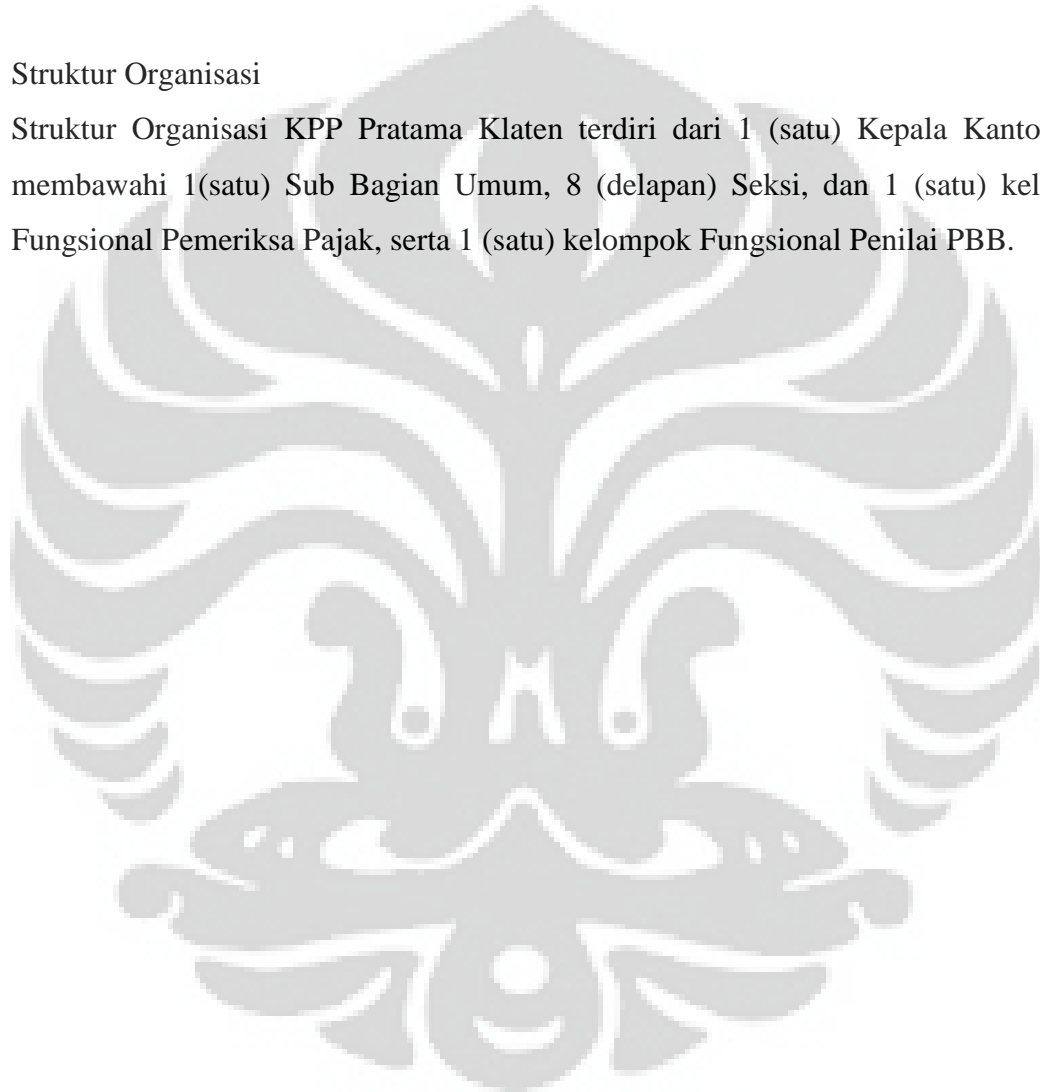 Struktur Organisasi
Struktur Organisasi KPP Pratama Klaten terdiri dari 1 (satu) Kepala Kanto
membawahi 1(satu) Sub Bagian Umum, 8 (delapan) Seksi, dan 1 (satu) kel
Fungsional Pemeriksa Pajak, serta 1 (satu) kelompok Fungsional Penilai PBB.